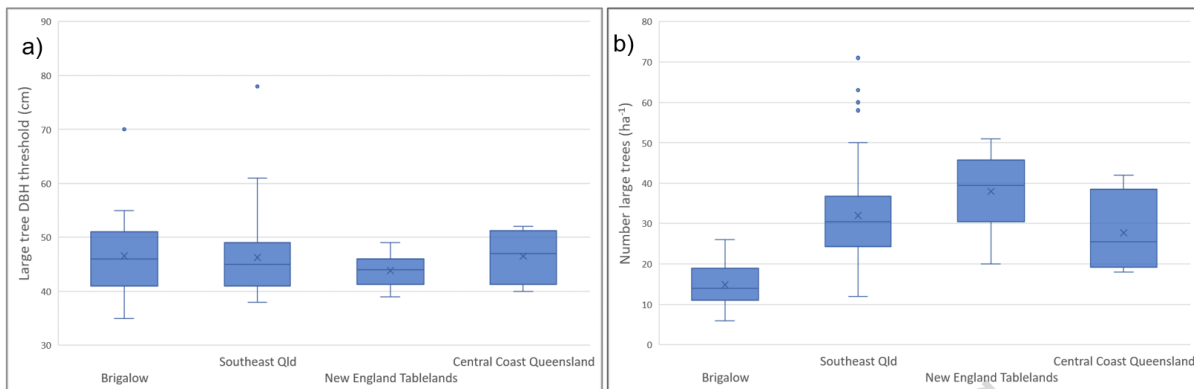 a)
Large tree DBH threshold (cm)
90
80
70
60
50
40
30
Southeast Qld
Central Coast Queensland
Brigalow
New England Tablelands
b)
Number large trees (ha⁻¹)
80
70
60
50
40
30
20
10
0
Southeast Qld
Central Coast Queensland
Brigalow
New England Tablelands